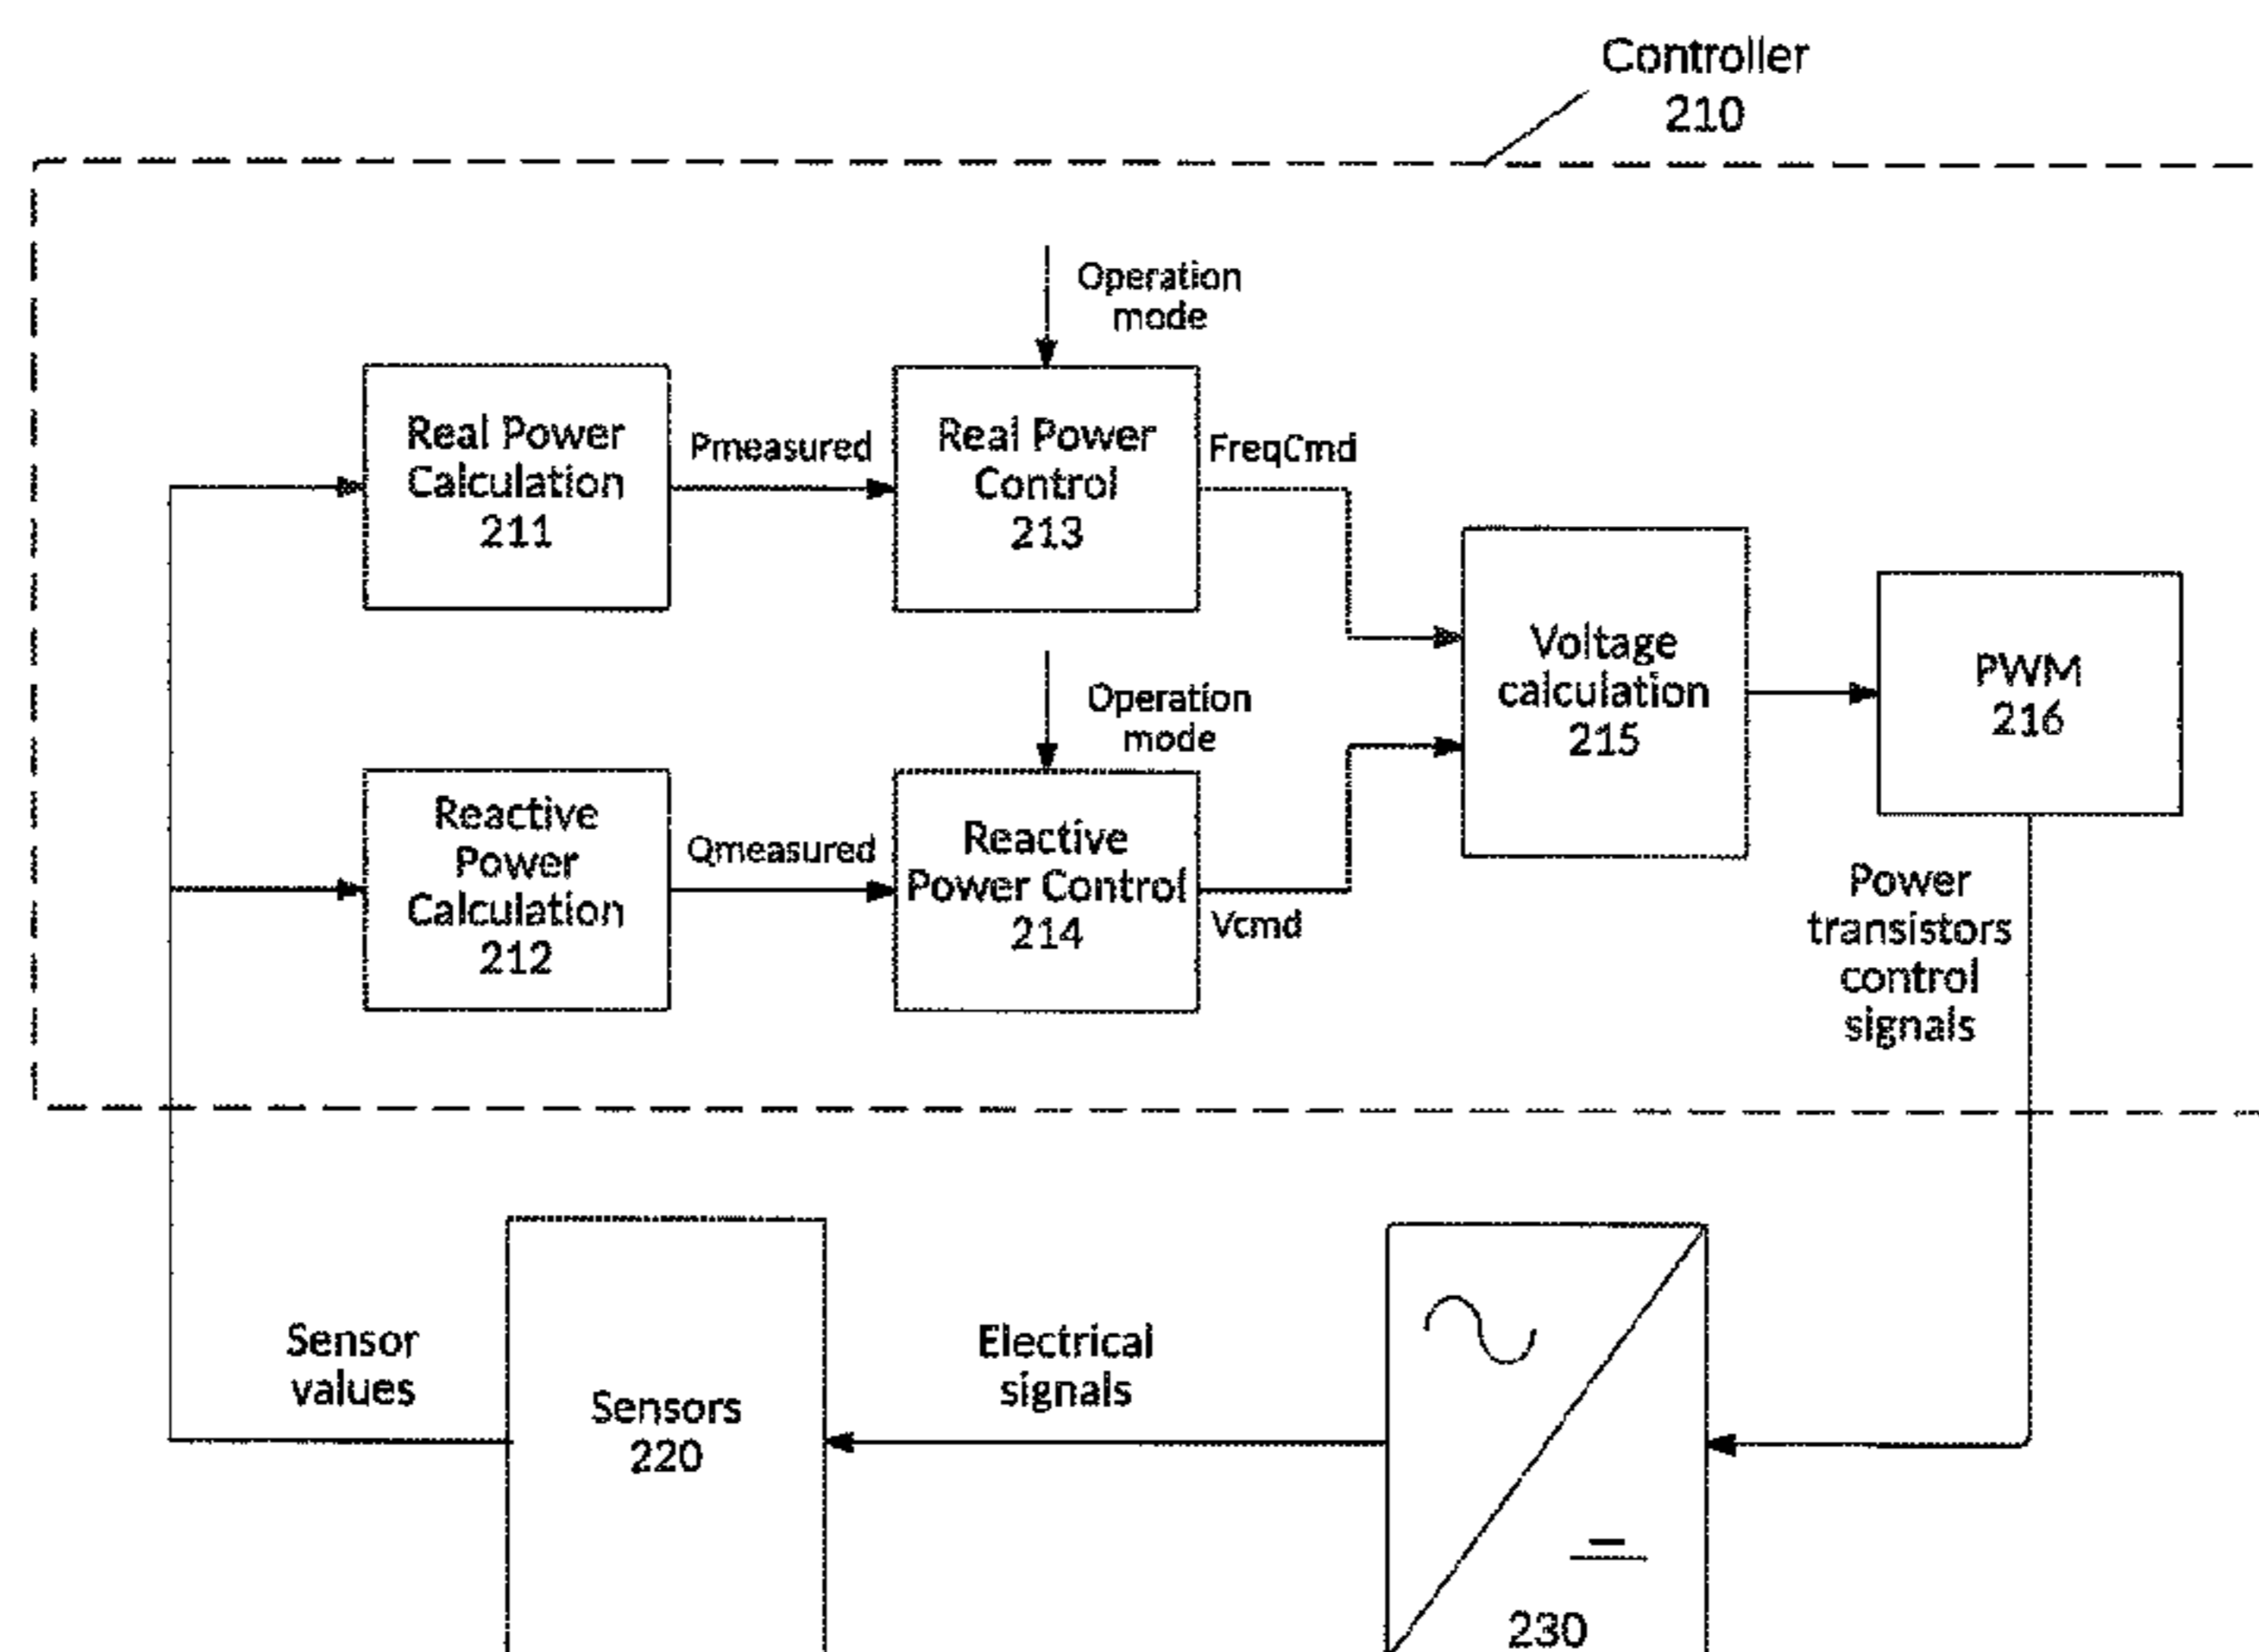 Controller
210
Operation
mode
Real Power
Calculation
211
Pmeasured
Real Power
Control
213
FreqCmd
Voltage
calculation
215
PWM
216
Operation
mode
Reactive
Power
Calculation
212
Qmeasured
Reactive
Power Control
214
Vcmd
Power
transistors
control
signals
Sensor
values
Sensors
220
Electrical
signals
230